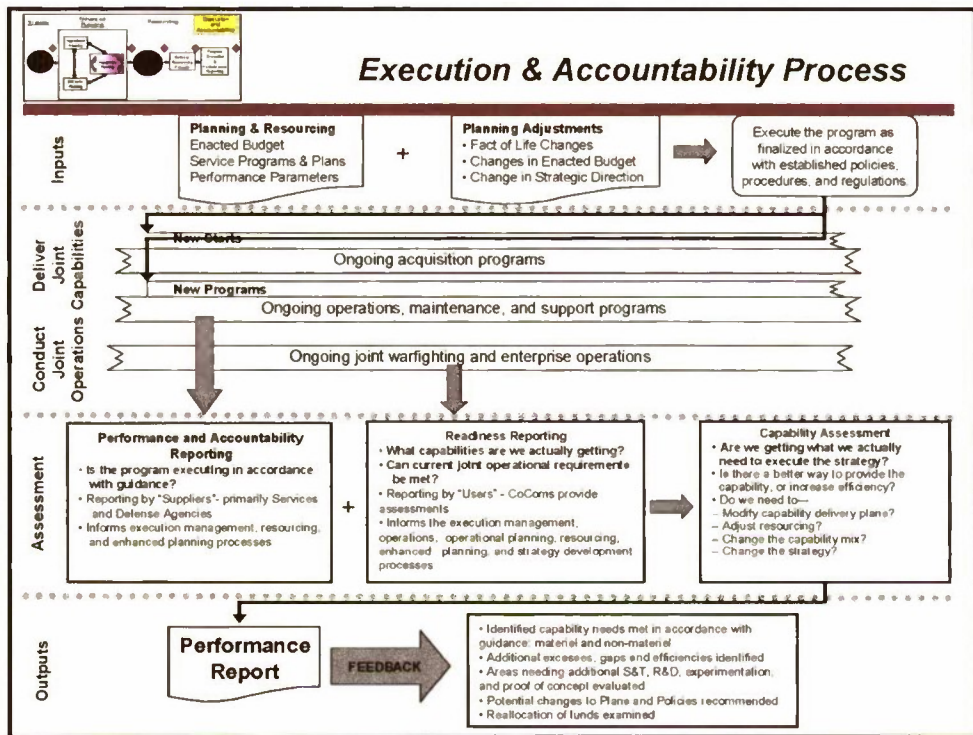 Execution & Accountability Process
Inputs
Planning & Resourcing
Enacted Budget
Service Programs & Plans
Performance Parameters
+
Planning Adjustments
• Fact of Life Changes
• Changes in Enacted Budget
• Change in Strategic Direction
Execute the program as
finalized in accordance
with established policies,
procedures, and regulations.
Deliver
Joint
Capabilities
New Starts
Ongoing acquisition programs
New Programs
Ongoing operations, maintenance, and support programs
Conduct
Joint
Operations
Ongoing joint warfighting and enterprise operations
Assessment
Performance and Accountability
Reporting
• Is the program executing in accordance
with guidance?
• Reporting by "Suppliers"- primarily Services
and Defense Agencies
• Informs execution management, resourcing,
and enhanced planning processes
+
Readiness Reporting
• What capabilities are we actually getting?
• Can current joint operational requirements
be met?
• Reporting by "Users" - CoComs provide
assessments
• Informs the execution management,
operations, operational planning, resourcing,
enhanced planning, and strategy development
processes
Capability Assessment
• Are we getting what we actually
need to execute the strategy?
• Is there a better way to provide the
capability, or increase efficiency?
• Do we need to—
– Modify capability delivery plans?
– Adjust resourcing?
– Change the capability mix?
– Change the strategy?
Outputs
Performance
Report
FEEDBACK
• Identified capability needs met in accordance with
guidance: materiel and non-materiel
• Additional excesses, gaps and efficiencies identified
• Areas needing additional S&T, R&D, experimentation,
and proof of concept evaluated
• Potential changes to Plans and Policies recommended
• Reallocation of funds examined